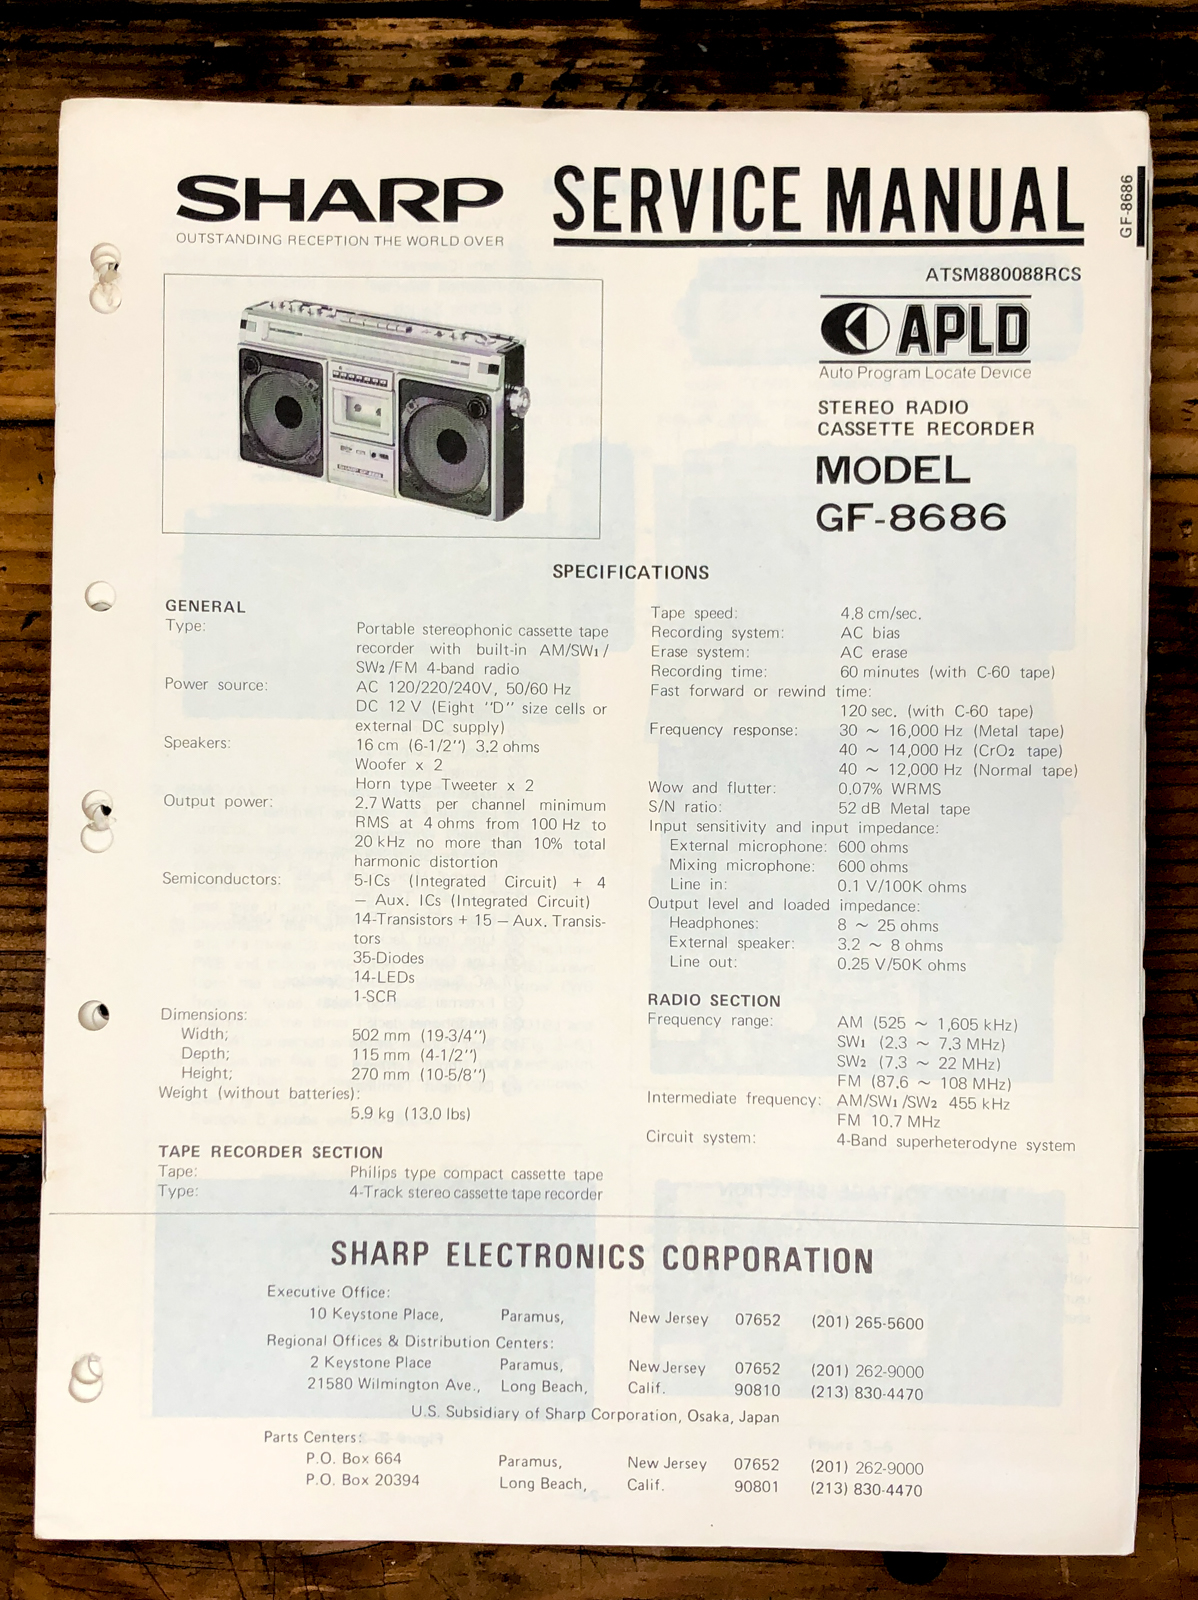 SHARP
OUTSTANDING RECEPTION THE WORLD OVER
SERVICE MANUAL
GF-8686
ATSM880088RCS
APLD
Auto Program Locate Device
STEREO RADIO
CASSETTE RECORDER
MODEL
GF-8686
SPECIFICATIONS
GENERAL
Type: Portable stereophonic cassette tape
recorder with built-in AM/SW1/
SW2/FM 4-band radio
Power source: AC 120/220/240V, 50/60 Hz
DC 12 V (Eight "D" size cells or
external DC supply)
Speakers: 16 cm (6-1/2") 3.2 ohms
Woofer x 2
Horn type Tweeter x 2
Output power: 2.7 Watts per channel minimum
RMS at 4 ohms from 100 Hz to
20 kHz no more than 10% total
harmonic distortion
Semiconductors: 5-ICs (Integrated Circuit) + 4
– Aux. ICs (Integrated Circuit)
14-Transistors + 15 – Aux. Transis-
tors
35-Diodes
14-LEDs
1-SCR
Dimensions:
Width; 502 mm (19-3/4")
Depth; 115 mm (4-1/2")
Height; 270 mm (10-5/8")
Weight (without batteries):
5.9 kg (13.0 lbs)
TAPE RECORDER SECTION
Tape: Philips type compact cassette tape
Type: 4-Track stereo cassette tape recorder
Tape speed: 4.8 cm/sec.
Recording system: AC bias
Erase system: AC erase
Recording time: 60 minutes (with C-60 tape)
Fast forward or rewind time:
120 sec. (with C-60 tape)
Frequency response: 30 ~ 16,000 Hz (Metal tape)
40 ~ 14,000 Hz (CrO2 tape)
40 ~ 12,000 Hz (Normal tape)
Wow and flutter: 0.07% WRMS
S/N ratio: 52 dB Metal tape
Input sensitivity and input impedance:
External microphone: 600 ohms
Mixing microphone: 600 ohms
Line in: 0.1 V/100K ohms
Output level and loaded impedance:
Headphones: 8 ~ 25 ohms
External speaker: 3.2 ~ 8 ohms
Line out: 0.25 V/50K ohms
RADIO SECTION
Frequency range: AM (525 ~ 1,605 kHz)
SW1 (2.3 ~ 7.3 MHz)
SW2 (7.3 ~ 22 MHz)
FM (87.6 ~ 108 MHz)
Intermediate frequency: AM/SW1/SW2 455 kHz
FM 10.7 MHz
Circuit system: 4-Band superheterodyne system
SHARP ELECTRONICS CORPORATION
Executive Office:
10 Keystone Place, Paramus, New Jersey 07652 (201) 265-5600
Regional Offices & Distribution Centers:
2 Keystone Place Paramus, New Jersey 07652 (201) 262-9000
21580 Wilmington Ave., Long Beach, Calif. 90810 (213) 830-4470
U.S. Subsidiary of Sharp Corporation, Osaka, Japan
Parts Centers:
P.O. Box 664 Paramus, New Jersey 07652 (201) 262-9000
P.O. Box 20394 Long Beach, Calif. 90801 (213) 830-4470